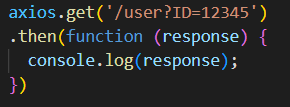 axios.get('/user?ID=12345')
.then(function (response) {
  console.log(response);
})